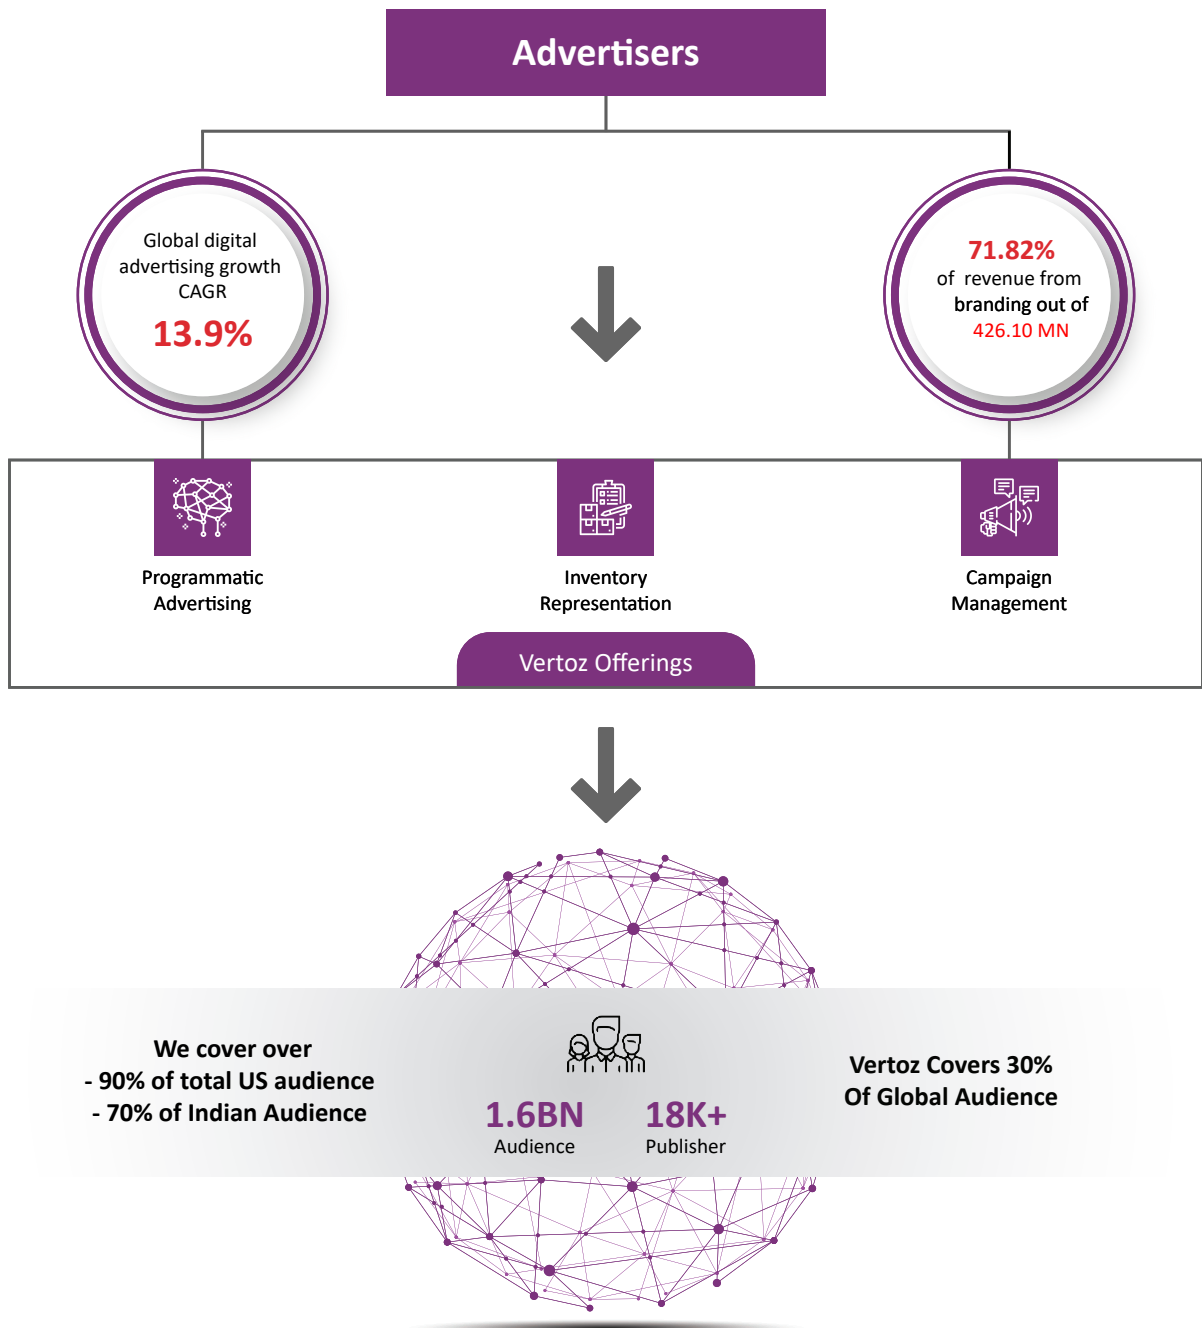 Advertisers
Global digital
advertising growth
CAGR
13.9%
71.82%
of revenue from
branding out of
426.10 MN
Programmatic
Advertising
Inventory
Representation
Campaign
Management
Vertoz Offerings
We cover over
- 90% of total US audience
- 70% of Indian Audience
1.6BN
Audience
18K+
Publisher
Vertoz Covers 30%
Of Global Audience